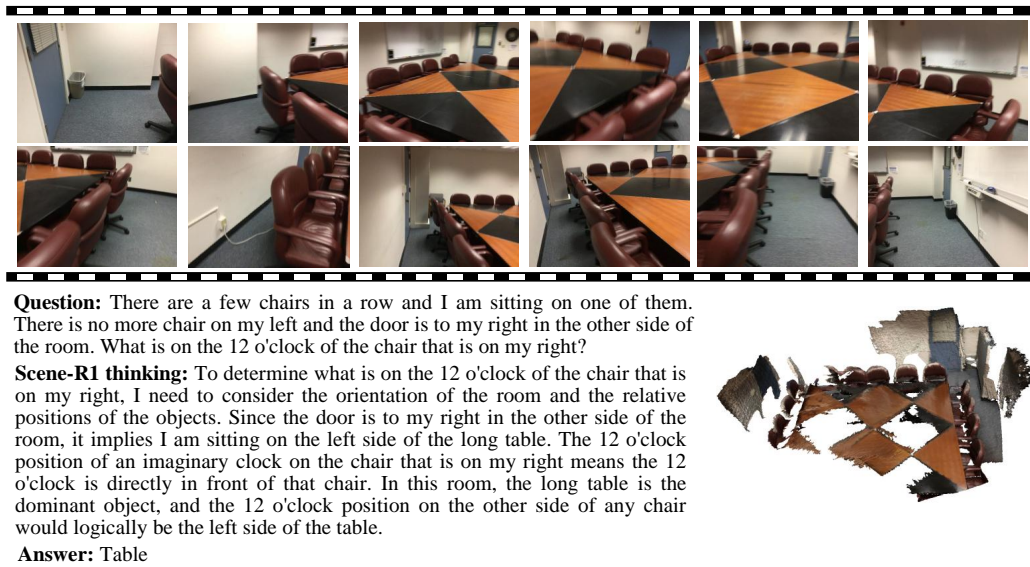 Question: There are a few chairs in a row and I am sitting on one of them.
There is no more chair on my left and the door is to my right in the other side of
the room. What is on the 12 o'clock of the chair that is on my right?
Scene-R1 thinking: To determine what is on the 12 o'clock of the chair that is
on my right, I need to consider the orientation of the room and the relative
positions of the objects. Since the door is to my right in the other side of the
room, it implies I am sitting on the left side of the long table. The 12 o'clock
position of an imaginary clock on the chair that is on my right means the 12
o'clock is directly in front of that chair. In this room, the long table is the
dominant object, and the 12 o'clock position on the other side of any chair
would logically be the left side of the table.
Answer: Table